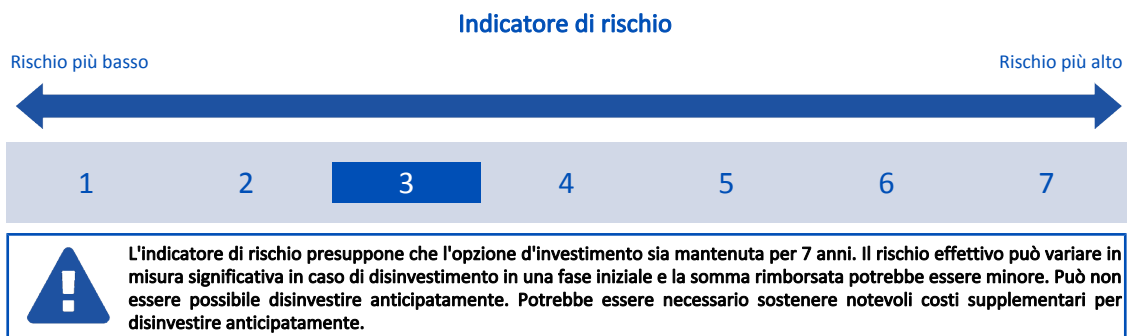 Indicatore di rischio
Rischio più basso
Rischio più alto
1 2 3 4 5 6 7
L'indicatore di rischio presuppone che l'opzione d'investimento sia mantenuta per 7 anni. Il rischio effettivo può variare in
misura significativa in caso di disinvestimento in una fase iniziale e la somma rimborsata potrebbe essere minore. Può non
essere possibile disinvestire anticipatamente. Potrebbe essere necessario sostenere notevoli costi supplementari per
disinvestire anticipatamente.